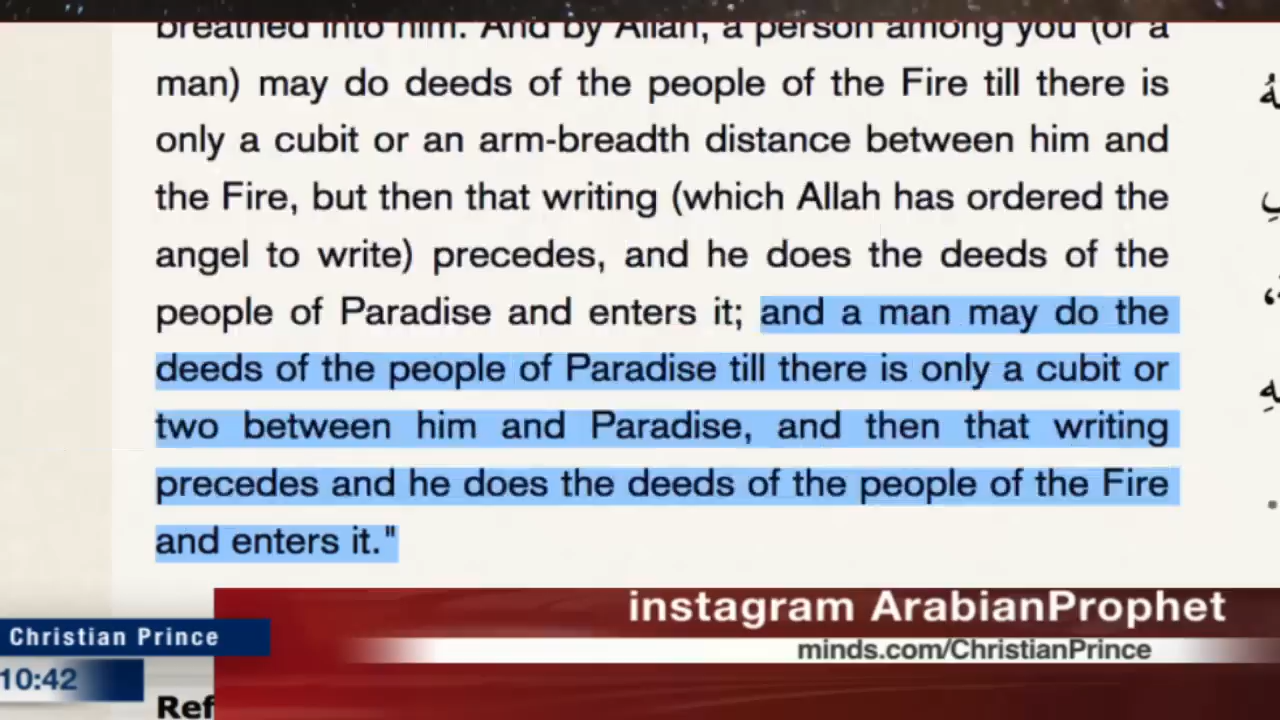 breathed into him. And by Allah, a person among you (or a
man) may do deeds of the people of the Fire till there is
only a cubit or an arm-breadth distance between him and
the Fire, but then that writing (which Allah has ordered the
angel to write) precedes, and he does the deeds of the
people of Paradise and enters it; and a man may do the
deeds of the people of Paradise till there is only a cubit or
two between him and Paradise, and then that writing
precedes and he does the deeds of the people of the Fire
and enters it."
instagram ArabianProphet
Christian Prince
minds.com/ChristianPrince
10:42
Ref